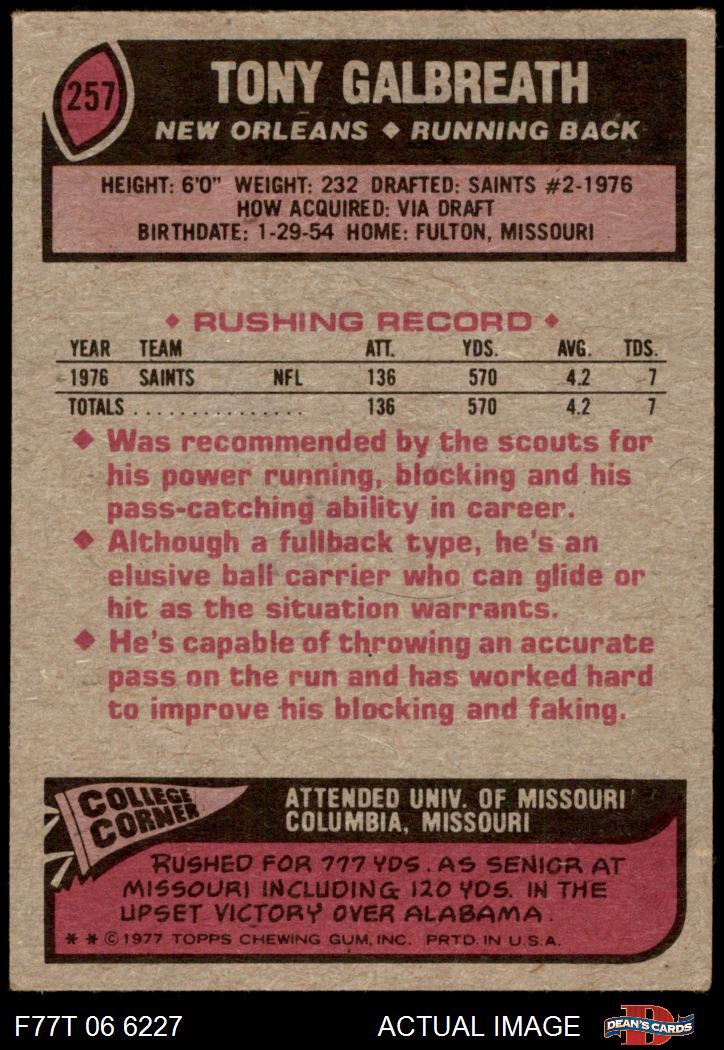 257
TONY GALBREATH
NEW ORLEANS ◆ RUNNING BACK
HEIGHT: 6'0" WEIGHT: 232 DRAFTED: SAINTS #2-1976
HOW ACQUIRED: VIA DRAFT
BIRTHDATE: 1-29-54 HOME: FULTON, MISSOURI
◆ RUSHING RECORD ◆
YEAR TEAM ATT. YDS. AVG. TDS.
1976 SAINTS NFL 136 570 4.2 7
TOTALS . . . . . . . . . . . . . . . 136 570 4.2 7
◆ Was recommended by the scouts for
his power running, blocking and his
pass-catching ability in career.
◆ Although a fullback type, he's an
elusive ball carrier who can glide or
hit as the situation warrants.
◆ He's capable of throwing an accurate
pass on the run and has worked hard
to improve his blocking and faking.
COLLEGE
CORNER
ATTENDED UNIV. OF MISSOURI
COLUMBIA, MISSOURI
RUSHED FOR 777 YDS. AS SENIOR AT
MISSOURI INCLUDING 120 YDS. IN THE
UPSET VICTORY OVER ALABAMA.
* * © 1977 TOPPS CHEWING GUM, INC. PRTD. IN U.S.A.
F77T 06 6227 ACTUAL IMAGE
D
DEAN'S CARDS